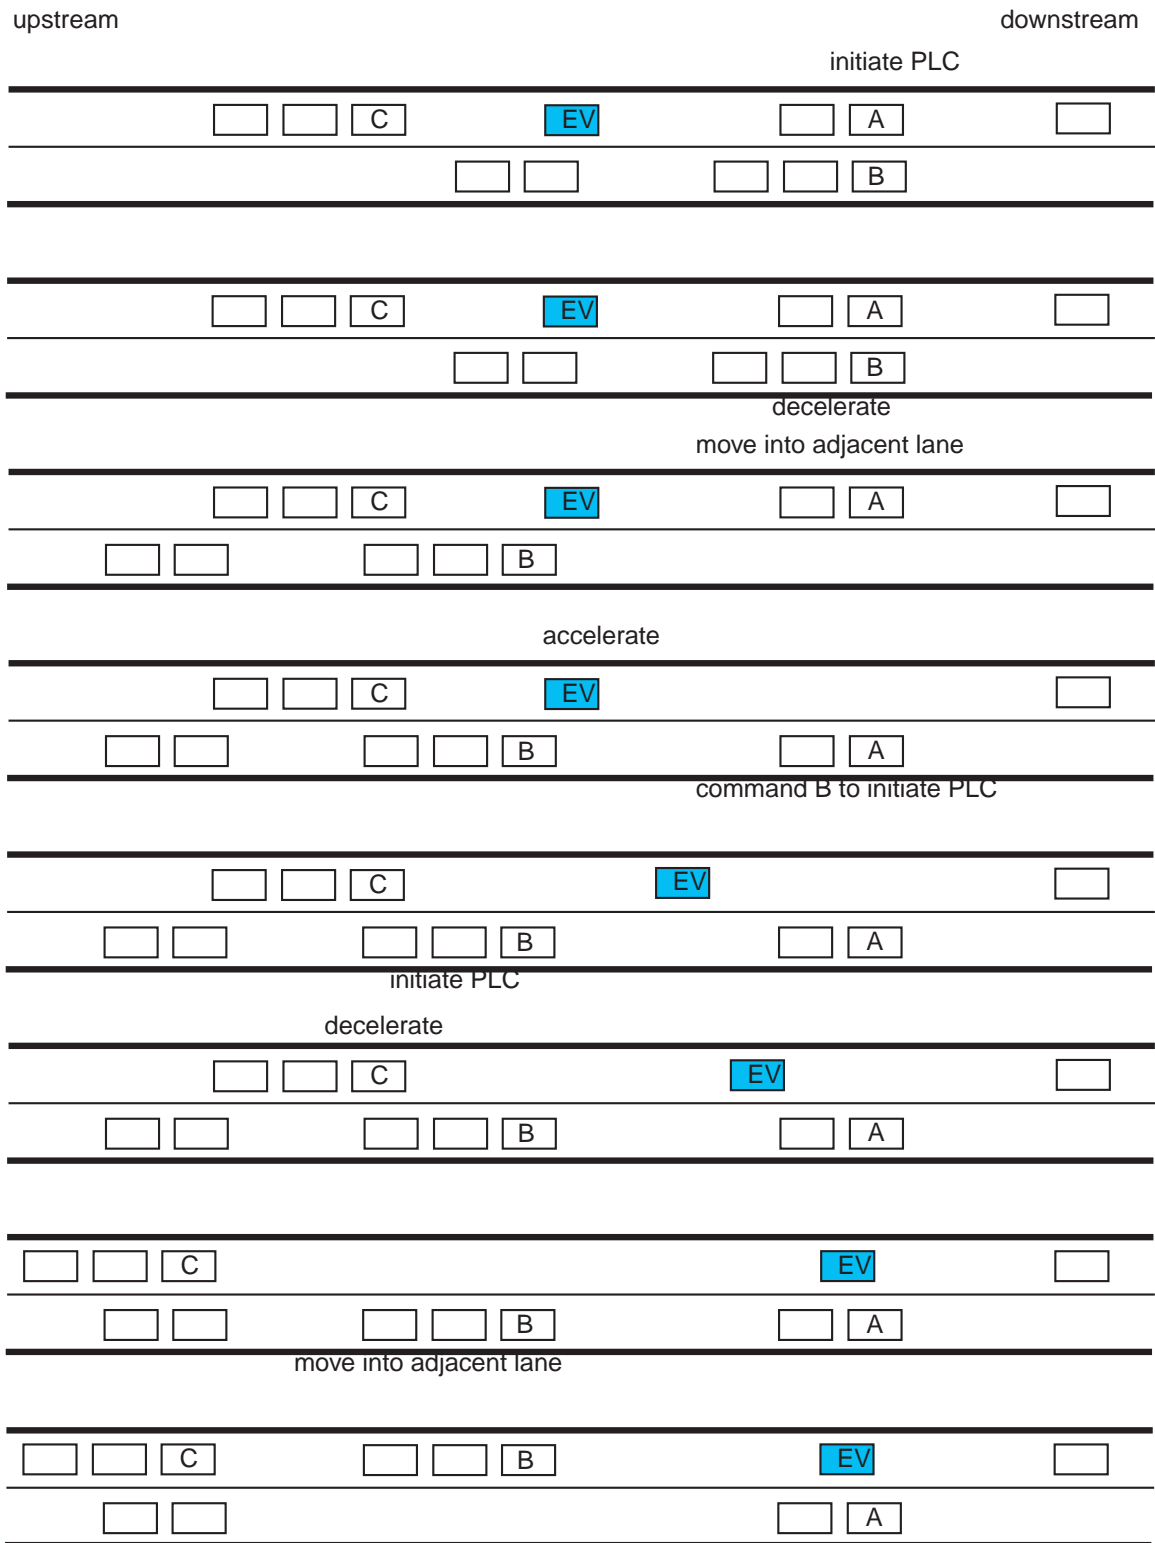 upstream downstream
initiate PLC
C EV A
B
C EV A
B
decelerate
move into adjacent lane
C EV A
B
accelerate
C EV
B A
command B to initiate PLC
C EV
B A
initiate PLC
decelerate
C EV
B A
C EV
B A
move into adjacent lane
C B EV
A